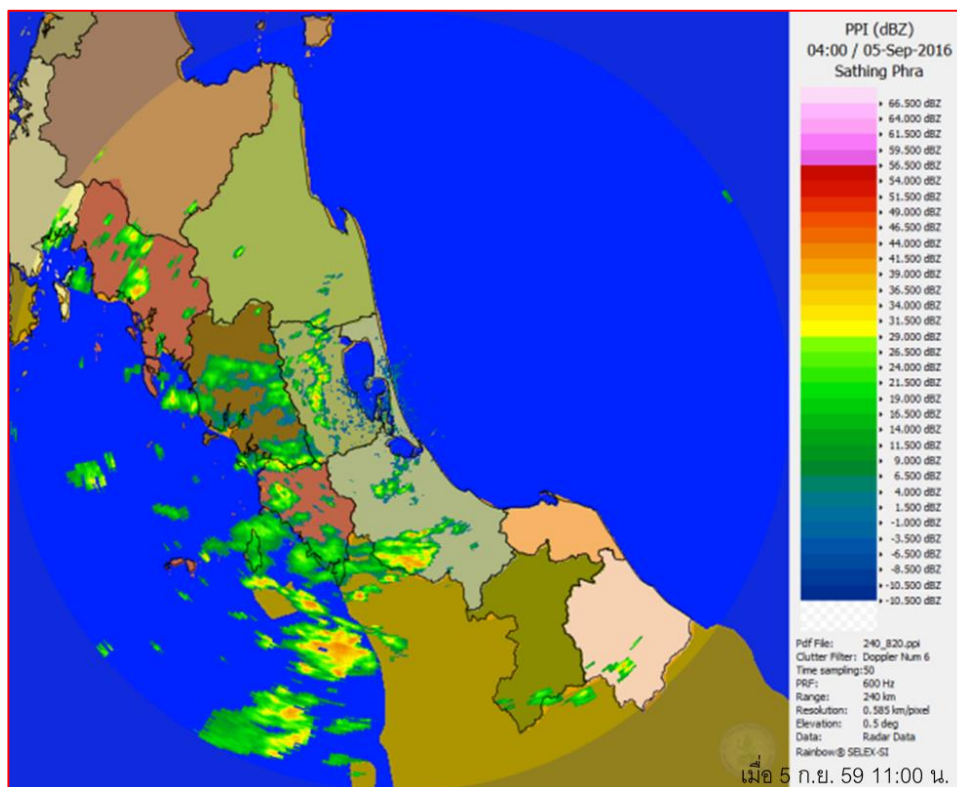 PPI (dBZ)
04:00 / 05-Sep-2016
Sathing Phra
66.500 dBZ
64.000 dBZ
61.500 dBZ
59.500 dBZ
56.500 dBZ
54.000 dBZ
51.500 dBZ
49.000 dBZ
46.500 dBZ
44.000 dBZ
41.500 dBZ
39.000 dBZ
36.500 dBZ
34.000 dBZ
31.500 dBZ
29.000 dBZ
26.500 dBZ
24.000 dBZ
21.500 dBZ
19.000 dBZ
16.500 dBZ
14.000 dBZ
11.500 dBZ
9.000 dBZ
6.500 dBZ
4.000 dBZ
1.500 dBZ
-1.000 dBZ
-3.500 dBZ
-6.500 dBZ
-8.500 dBZ
-10.500 dBZ
-10.500 dBZ
Pdf File: 240_820.ppi
Clutter Filter: Doppler Num 6
Time sampling:50
PRF: 600 Hz
Range: 240 km
Resolution: 0.585 km/pixel
Elevation: 0.5 deg
Data: Radar Data
Rainbow® SELEX-SI
เมื่อ 5 ก.ย. 59 11:00 น.